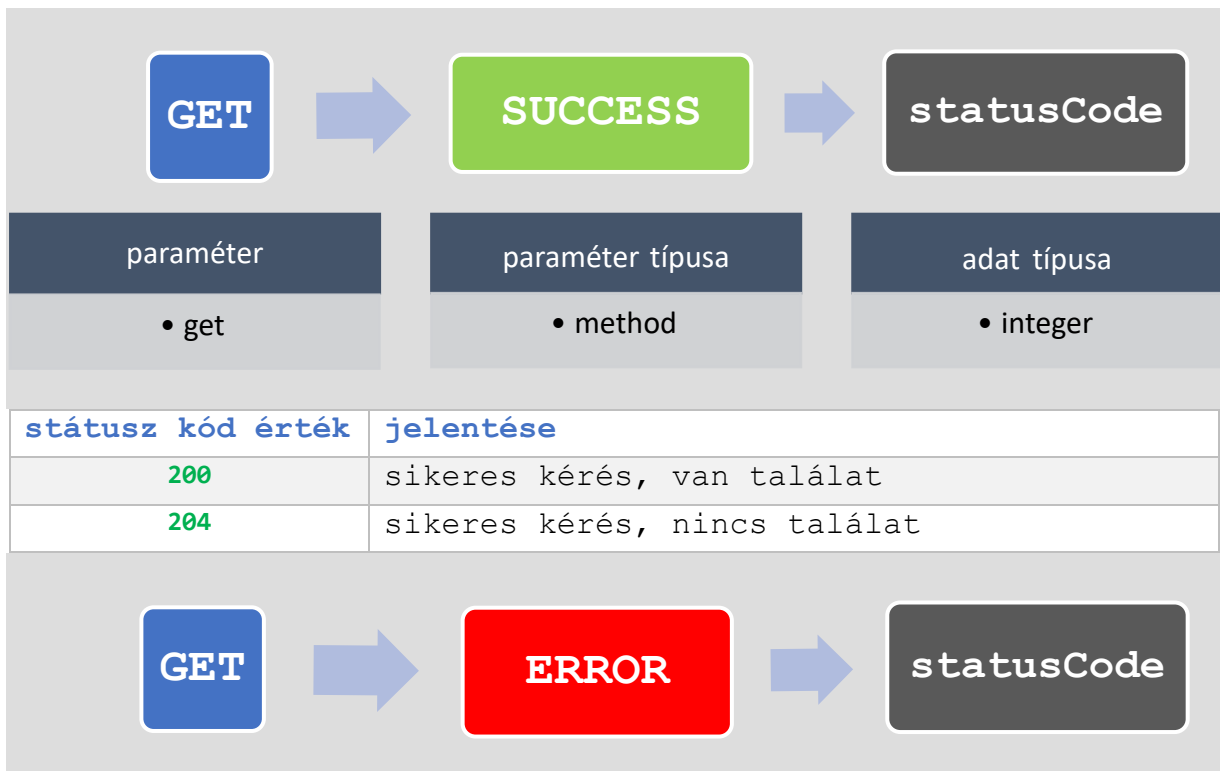 GET SUCCESS statusCode
paraméter paraméter típusa adat típusa
• get • method • integer
státusz kód érték jelentése
200 sikeres kérés, van találat
204 sikeres kérés, nincs találat
GET ERROR statusCode